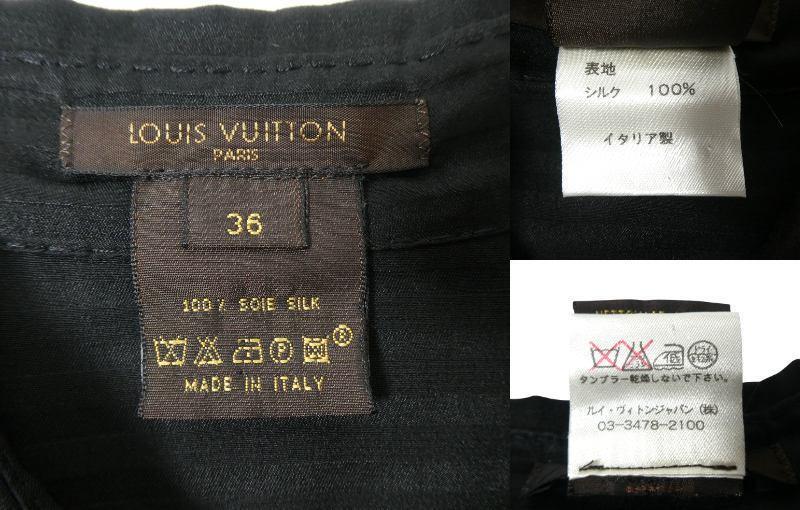 LOUIS VUITTON
PARIS
36
100% SOIE SILK
P
®
MADE IN ITALY
表地
シルク 100%
イタリア製
低
タンブラー乾燥しないで下さい。
ルイ・ヴィトンジャパン(株)
03-3478-2100